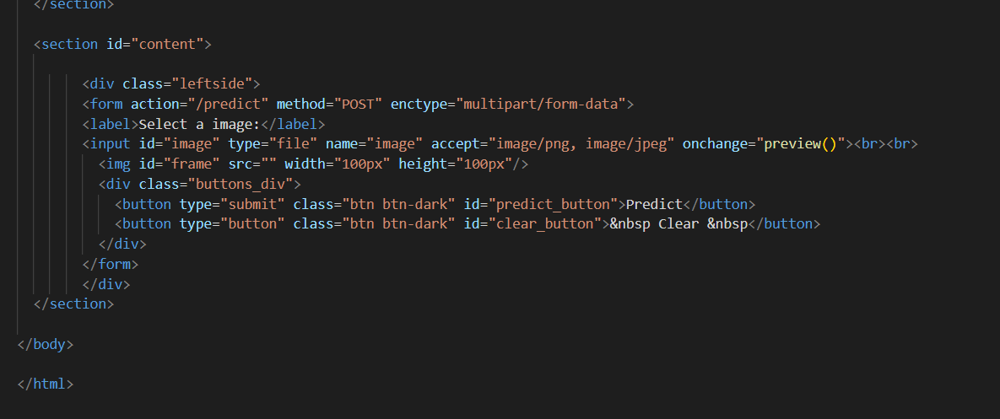 </section>
<section id="content">
<div class="leftside">
<form action="/predict" method="POST" enctype="multipart/form-data">
<label>Select a image:</label>
<input id="image" type="file" name="image" accept="image/png, image/jpeg" onchange="preview()"><br><br>
<img id="frame" src="" width="100px" height="100px"/>
<div class="buttons_div">
<button type="submit" class="btn btn-dark" id="predict_button">Predict</button>
<button type="button" class="btn btn-dark" id="clear_button">&nbsp Clear &nbsp</button>
</div>
</form>
</div>
</section>
</body>
</html>